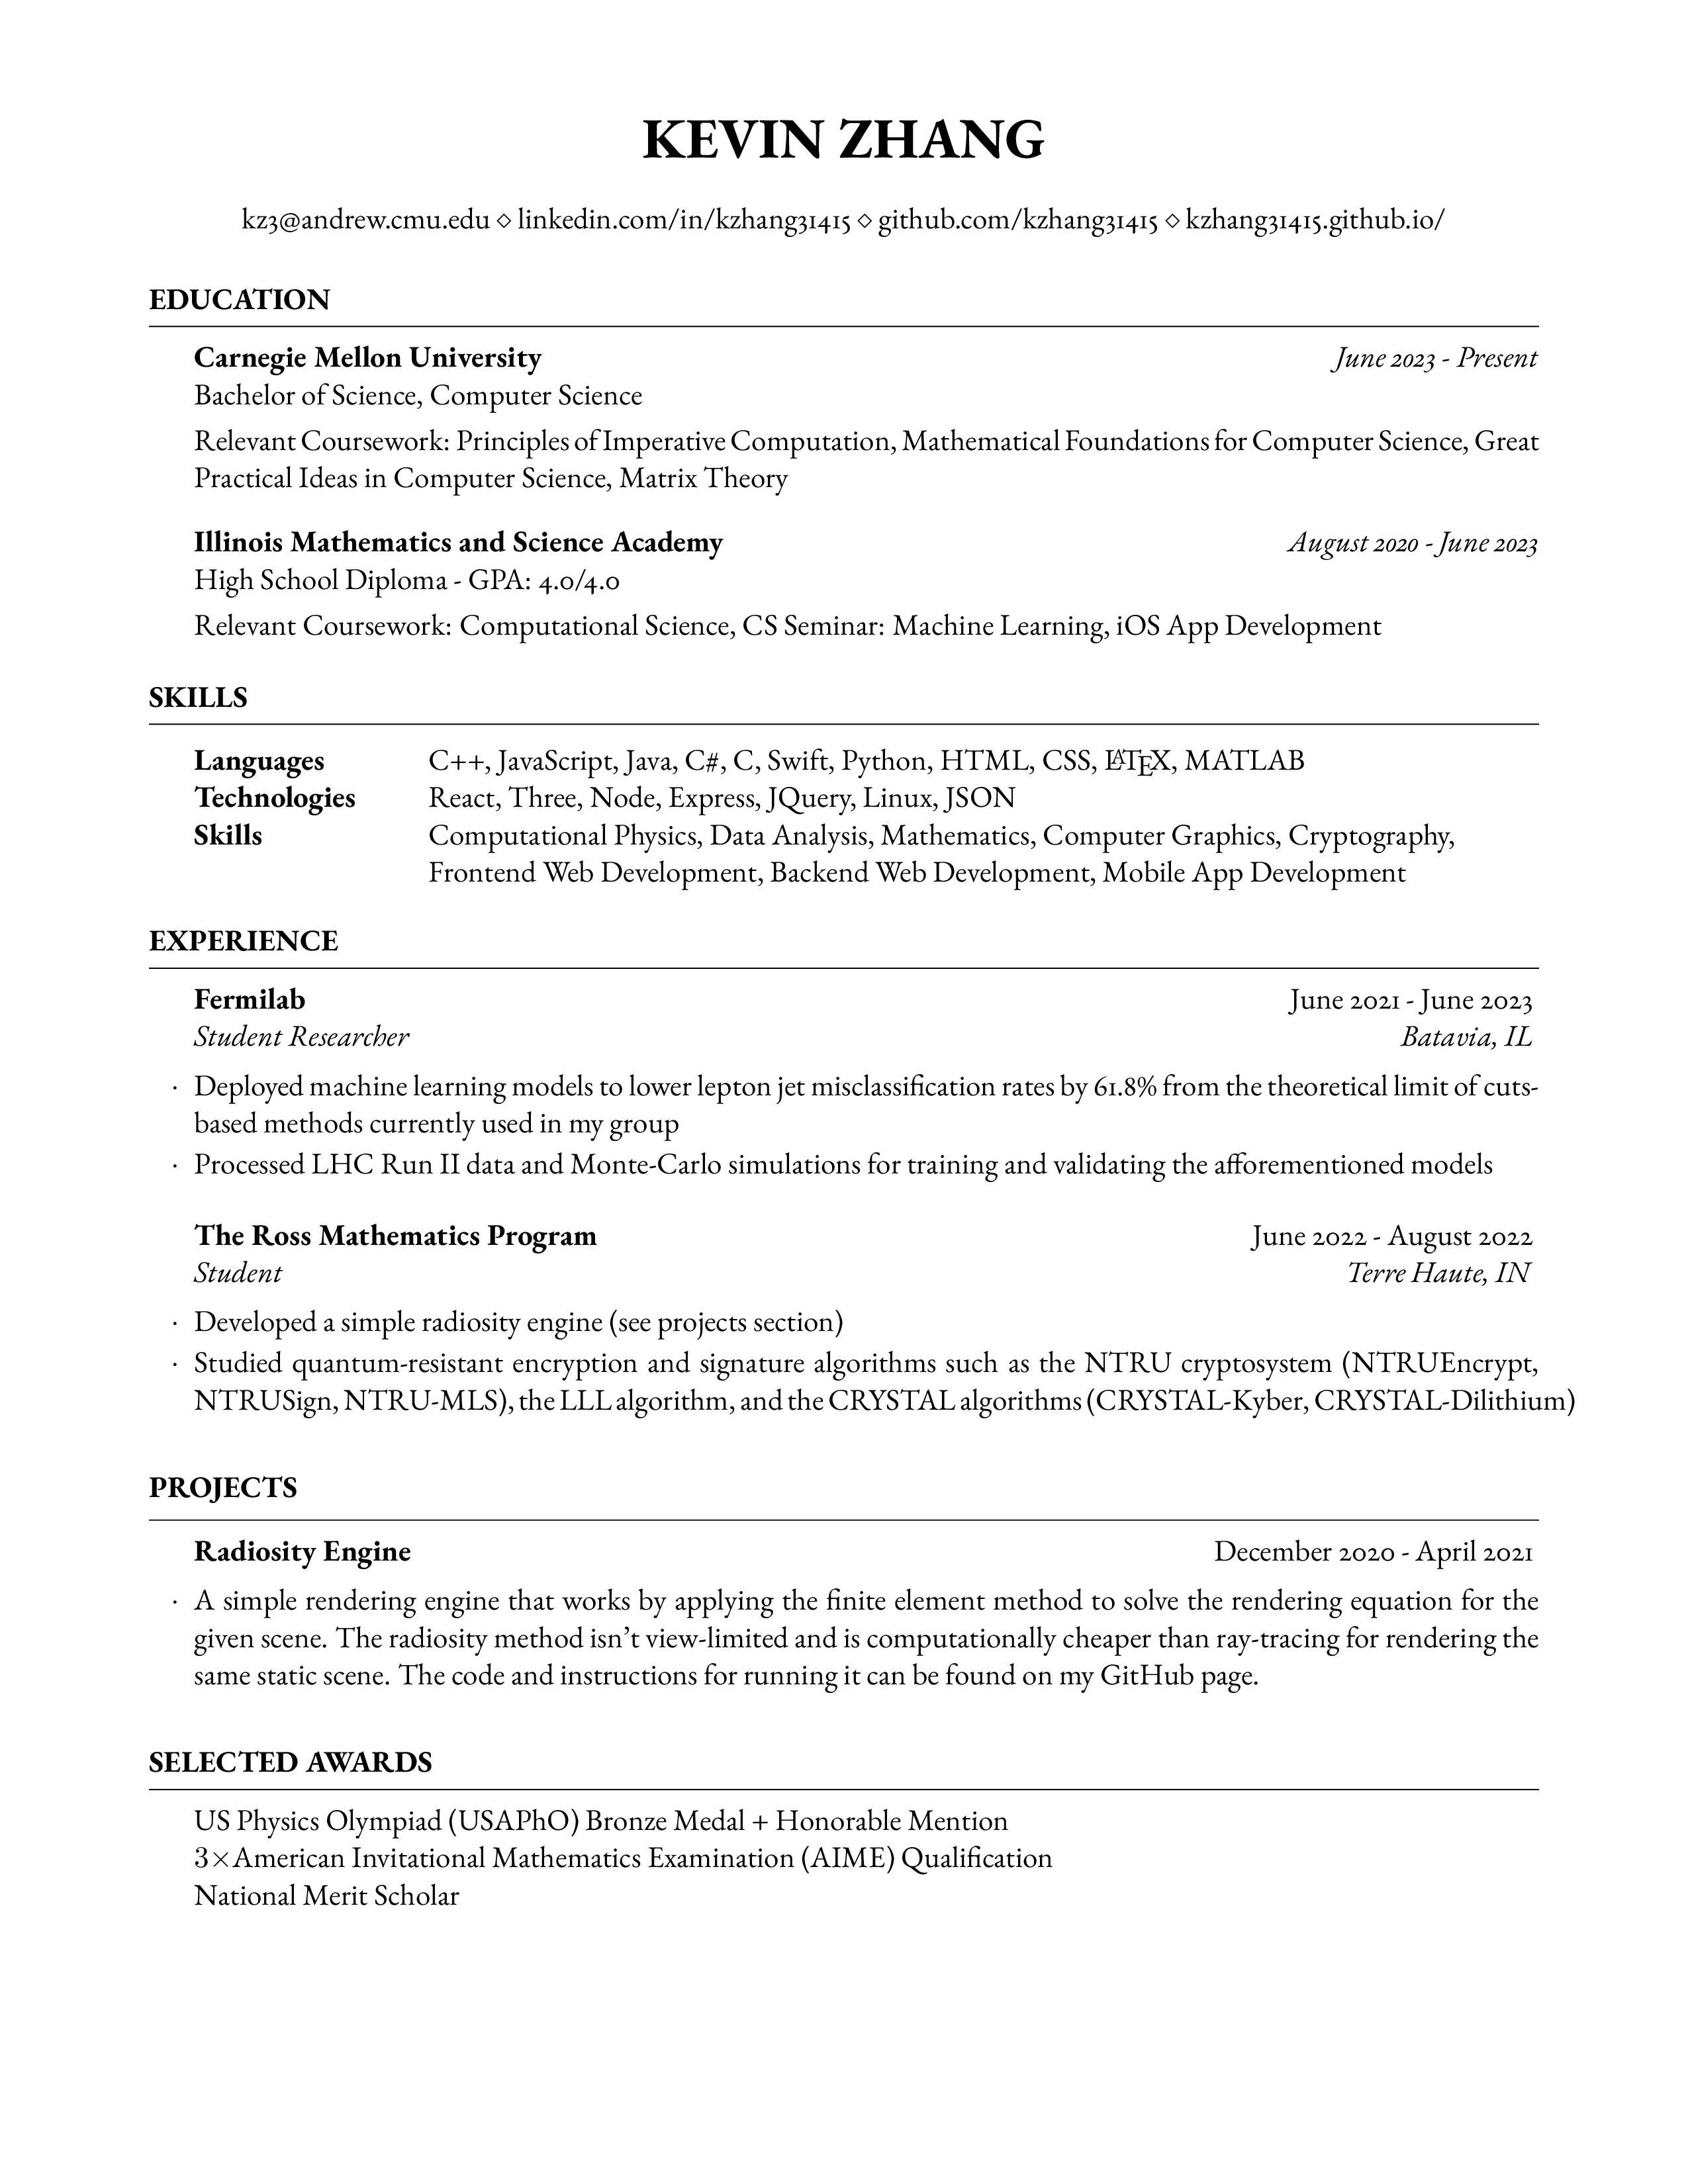 KEVIN ZHANG
kz3@andrew.cmu.edu ⋄ linkedin.com/in/kzhang31415 ⋄ github.com/kzhang31415 ⋄ kzhang31415.github.io/
EDUCATION
Carnegie Mellon University June 2023 - Present
Bachelor of Science, Computer Science
Relevant Coursework: Principles of Imperative Computation, Mathematical Foundations for Computer Science, Great
Practical Ideas in Computer Science, Matrix Theory
Illinois Mathematics and Science Academy August 2020 - June 2023
High School Diploma - GPA: 4.0/4.0
Relevant Coursework: Computational Science, CS Seminar: Machine Learning, iOS App Development
SKILLS
Languages C++, JavaScript, Java, C#, C, Swift, Python, HTML, CSS, LATEX, MATLAB
Technologies React, Three, Node, Express, JQuery, Linux, JSON
Skills Computational Physics, Data Analysis, Mathematics, Computer Graphics, Cryptography,
Frontend Web Development, Backend Web Development, Mobile App Development
EXPERIENCE
Fermilab June 2021 - June 2023
Student Researcher Batavia, IL
· Deployed machine learning models to lower lepton jet misclassification rates by 61.8% from the theoretical limit of cuts-
based methods currently used in my group
· Processed LHC Run II data and Monte-Carlo simulations for training and validating the afforementioned models
The Ross Mathematics Program June 2022 - August 2022
Student Terre Haute, IN
· Developed a simple radiosity engine (see projects section)
· Studied quantum-resistant encryption and signature algorithms such as the NTRU cryptosystem (NTRUEncrypt,
NTRUSign, NTRU-MLS), the LLL algorithm, and the CRYSTAL algorithms (CRYSTAL-Kyber, CRYSTAL-Dilithium)
PROJECTS
Radiosity Engine December 2020 - April 2021
· A simple rendering engine that works by applying the finite element method to solve the rendering equation for the
given scene. The radiosity method isn't view-limited and is computationally cheaper than ray-tracing for rendering the
same static scene. The code and instructions for running it can be found on my GitHub page.
SELECTED AWARDS
US Physics Olympiad (USAPhO) Bronze Medal + Honorable Mention
3×American Invitational Mathematics Examination (AIME) Qualification
National Merit Scholar